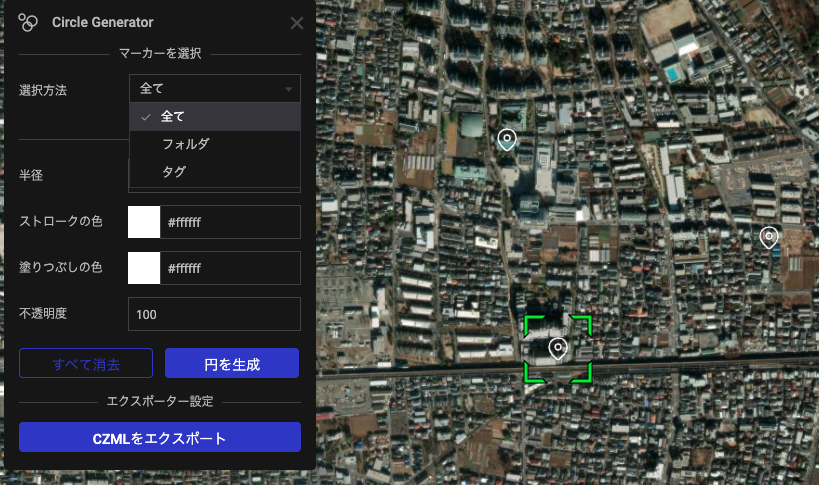 Circle Generator
マーカーを選択
選択方法
全て
全て
フォルダ
タグ
半径
ストロークの色
#ffffff
塗りつぶしの色
#ffffff
不透明度
100
すべて消去
円を生成
エクスポーター設定
CZMLをエクスポート